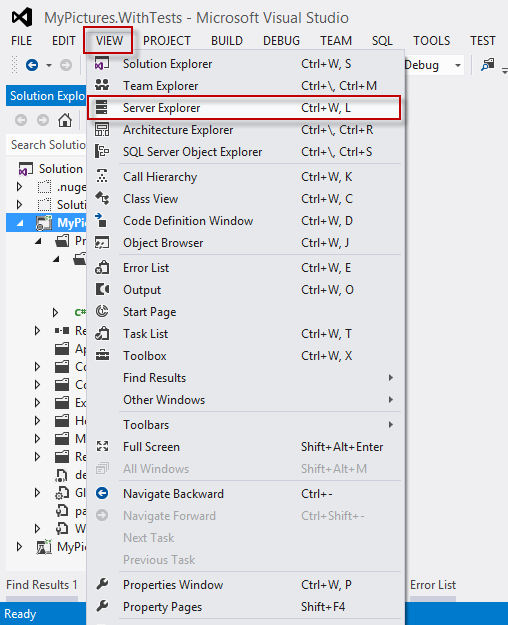 MyPictures.WithTests - Microsoft Visual Studio
FILE EDIT VIEW PROJECT BUILD DEBUG TEAM SQL TOOLS TEST
Debug
Solution Explo
Search Solution
Solution
.nuge
Solutio
MyPict
Pr
C#
Re
Ap
Co
Co
Ex
He
M
Re
de
Gl
pa
W
MyPic
Solution Explorer Ctrl+W, S
Team Explorer Ctrl+\, Ctrl+M
Server Explorer Ctrl+W, L
Architecture Explorer Ctrl+\, Ctrl+R
SQL Server Object Explorer Ctrl+\, Ctrl+S
Call Hierarchy Ctrl+W, K
Class View Ctrl+W, C
Code Definition Window Ctrl+W, D
Object Browser Ctrl+W, J
Error List Ctrl+W, E
Output Ctrl+W, O
Start Page
Task List Ctrl+W, T
Toolbox Ctrl+W, X
Find Results
Other Windows
Toolbars
Full Screen Shift+Alt+Enter
All Windows Shift+Alt+M
Navigate Backward Ctrl+-
Navigate Forward Ctrl+Shift+-
Next Task
Previous Task
Properties Window Ctrl+W, P
Property Pages Shift+F4
Find Results 1 Error List
Ready